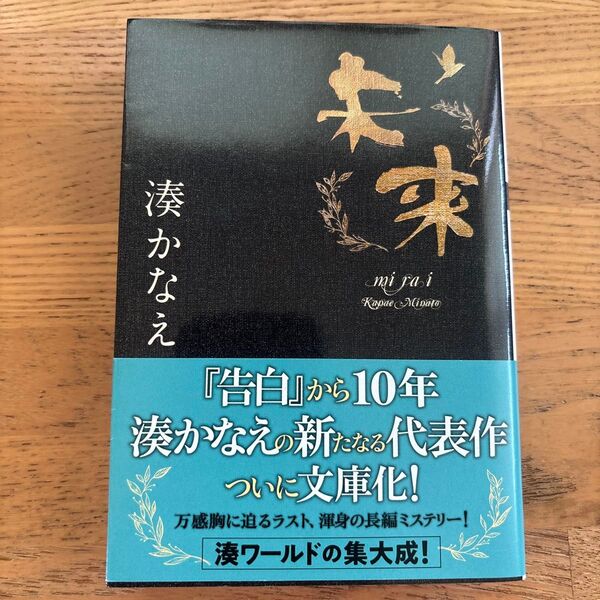 未来
mirai
Kanae Minato
湊かなえ
『告白』から10年
湊かなえの新たなる代表作
ついに文庫化!
万感胸に迫るラスト、渾身の長編ミステリー!
湊ワールドの集大成!